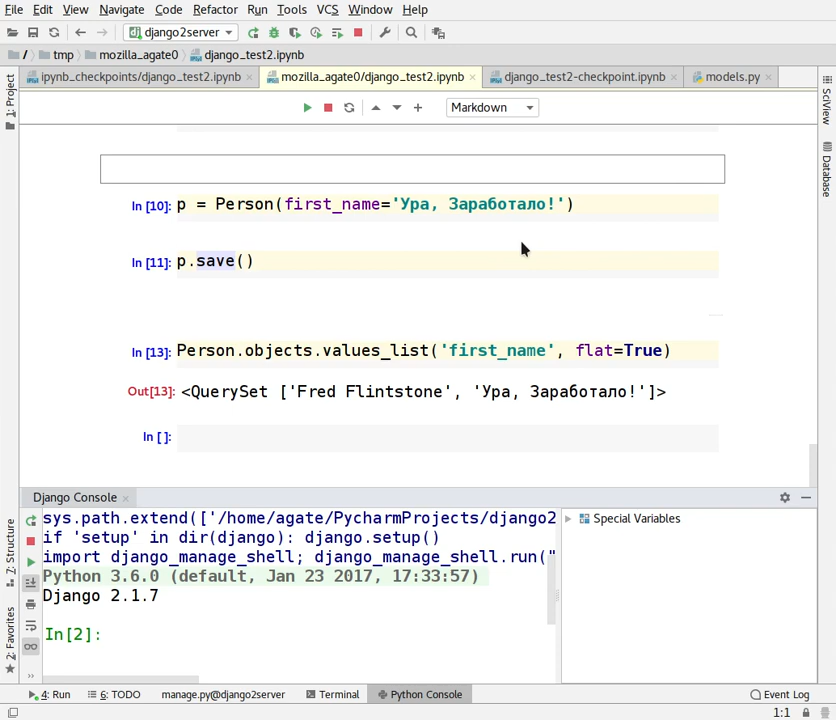 File Edit View Navigate Code Refactor Run Tools VCS Window Help
django2server
/ tmp mozilla_agate0 django_test2.ipynb
ipynb_checkpoints/django_test2.ipynb mozilla_agate0/django_test2.ipynb django_test2-checkpoint.ipynb models.py
1: Project
SciView
Database
Markdown
In [10]: p = Person(first_name='Ура, Заработало!')
In [11]: p.save()
In [13]: Person.objects.values_list('first_name', flat=True)
Out[13]: <QuerySet ['Fred Flintstone', 'Ура, Заработало!']>
In [ ]:
Django Console
sys.path.extend(['/home/agate/PycharmProjects/django2
if 'setup' in dir(django): django.setup()
import django_manage_shell; django_manage_shell.run("
Python 3.6.0 (default, Jan 23 2017, 17:33:57)
Django 2.1.7
In[2]:
Special Variables
7: Structure
2: Favorites
4: Run 6: TODO manage.py@django2server Terminal Python Console Event Log
1:1